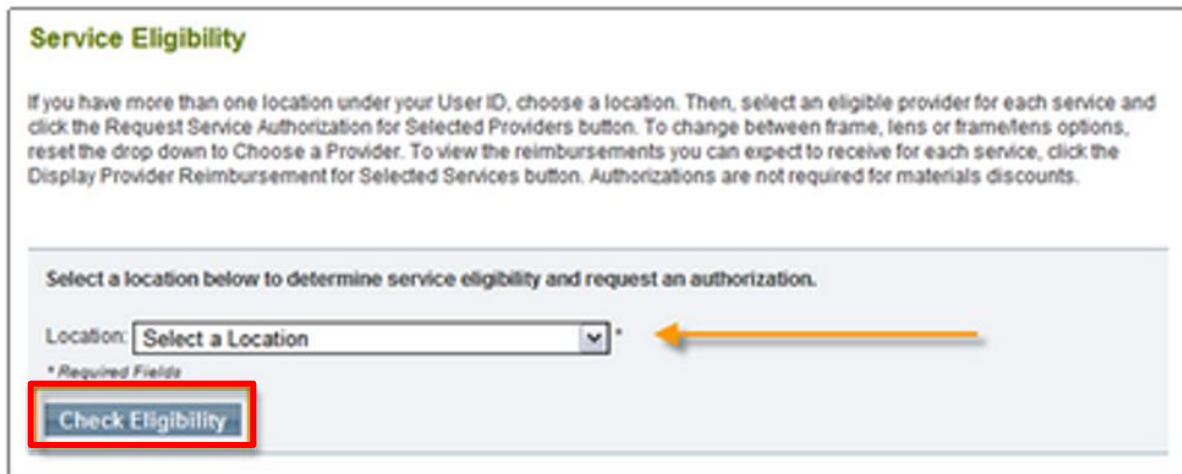 Service Eligibility
If you have more than one location under your User ID, choose a location. Then, select an eligible provider for each service and
click the Request Service Authorization for Selected Providers button. To change between frame, lens or frame/lens options,
reset the drop down to Choose a Provider. To view the reimbursements you can expect to receive for each service, click the
Display Provider Reimbursement for Selected Services button. Authorizations are not required for materials discounts.
Select a location below to determine service eligibility and request an authorization.
Location: Select a Location *
* Required Fields
Check Eligibility